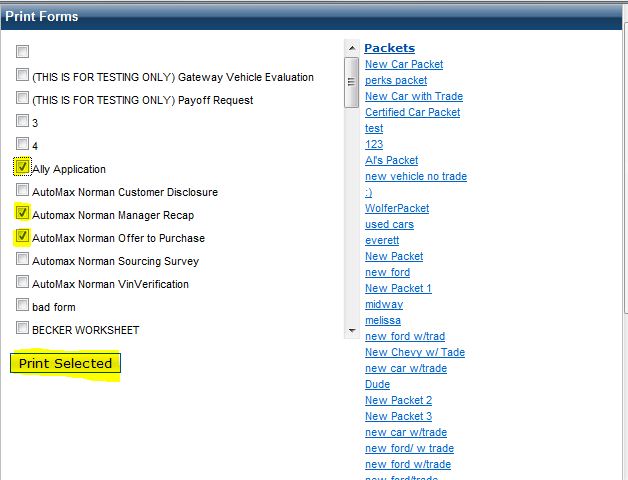 Print Forms
(THIS IS FOR TESTING ONLY) Gateway Vehicle Evaluation
(THIS IS FOR TESTING ONLY) Payoff Request
3
4
Ally Application
AutoMax Norman Customer Disclosure
Automax Norman Manager Recap
AutoMax Norman Offer to Purchase
Automax Norman Sourcing Survey
AutoMax Norman VinVerification
bad form
BECKER WORKSHEET
Print Selected
Packets
New Car Packet
perks packet
New Car with Trade
Certified Car Packet
test
123
Al's Packet
new vehicle no trade
:)
WolferPacket
used cars
everett
New Packet
new ford
New Packet 1
midway
melissa
new ford w/trad
New Chevy w/ Tade
new car w/trade
Dude
New Packet 2
New Packet 3
new car w/trade
new ford/ w trade
new ford w/trade
new ford/trade